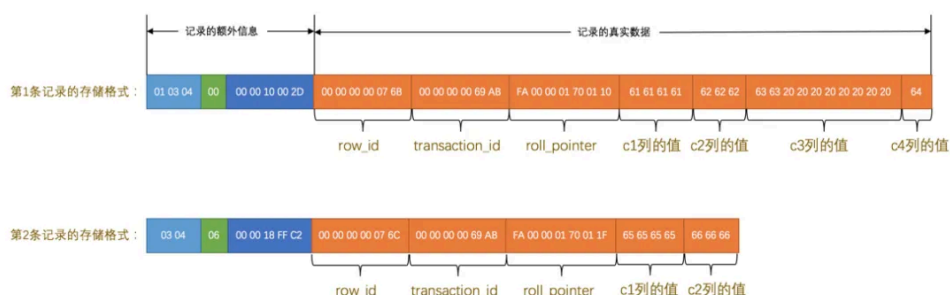 记录的额外信息 记录的真实数据
第1条记录的存储格式： 01 03 04 00 00 00 10 00 2D 00 00 00 00 07 6B 00 00 00 00 69 AB FA 00 00 01 70 01 10 61 61 61 61 62 62 62 63 63 20 20 20 20 20 20 20 20 64
row_id transaction_id roll_pointer c1列的值 c2列的值 c3列的值 c4列的值
第2条记录的存储格式： 03 04 06 00 00 18 FF C2 00 00 00 00 07 6C 00 00 00 00 69 AB FA 00 00 01 70 01 1F 65 65 65 65 66 66 66
row_id transaction_id roll_pointer c1列的值 c2列的值